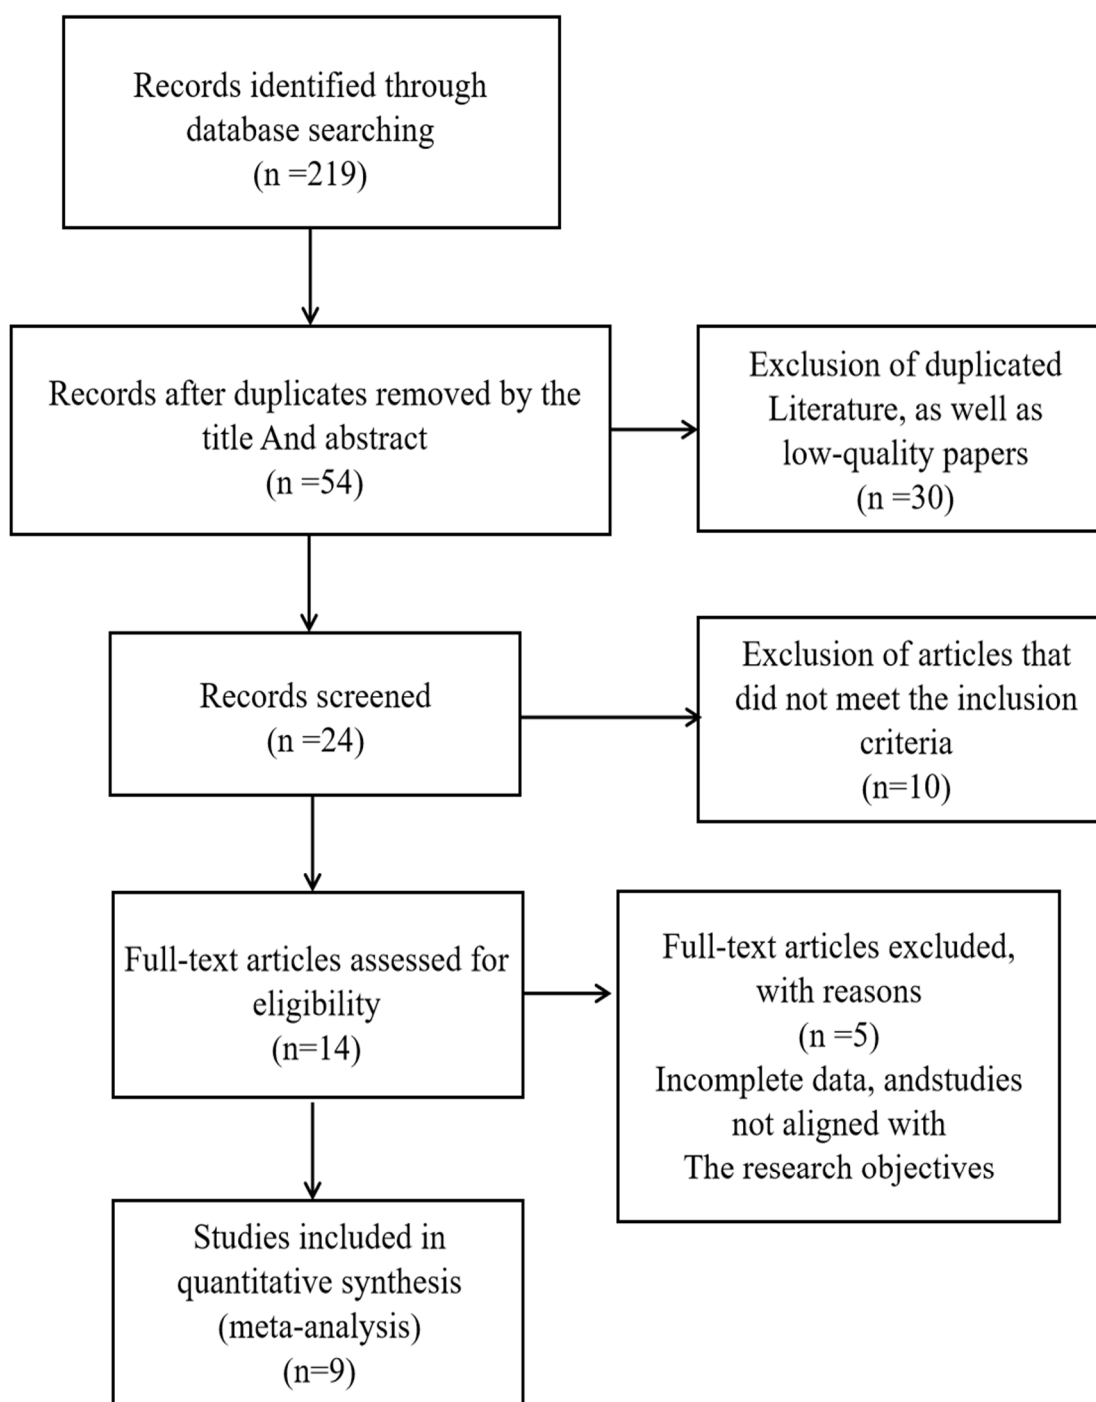 Records identified through
database searching
(n =219)
Records after duplicates removed by the
title And abstract
(n =54)
Exclusion of duplicated
Literature, as well as
low-quality papers
(n =30)
Records screened
(n =24)
Exclusion of articles that
did not meet the inclusion
criteria
(n=10)
Full-text articles assessed for
eligibility
(n=14)
Full-text articles excluded,
with reasons
(n =5)
Incomplete data, andstudies
not aligned with
The research objectives
Studies included in
quantitative synthesis
(meta-analysis)
(n=9)